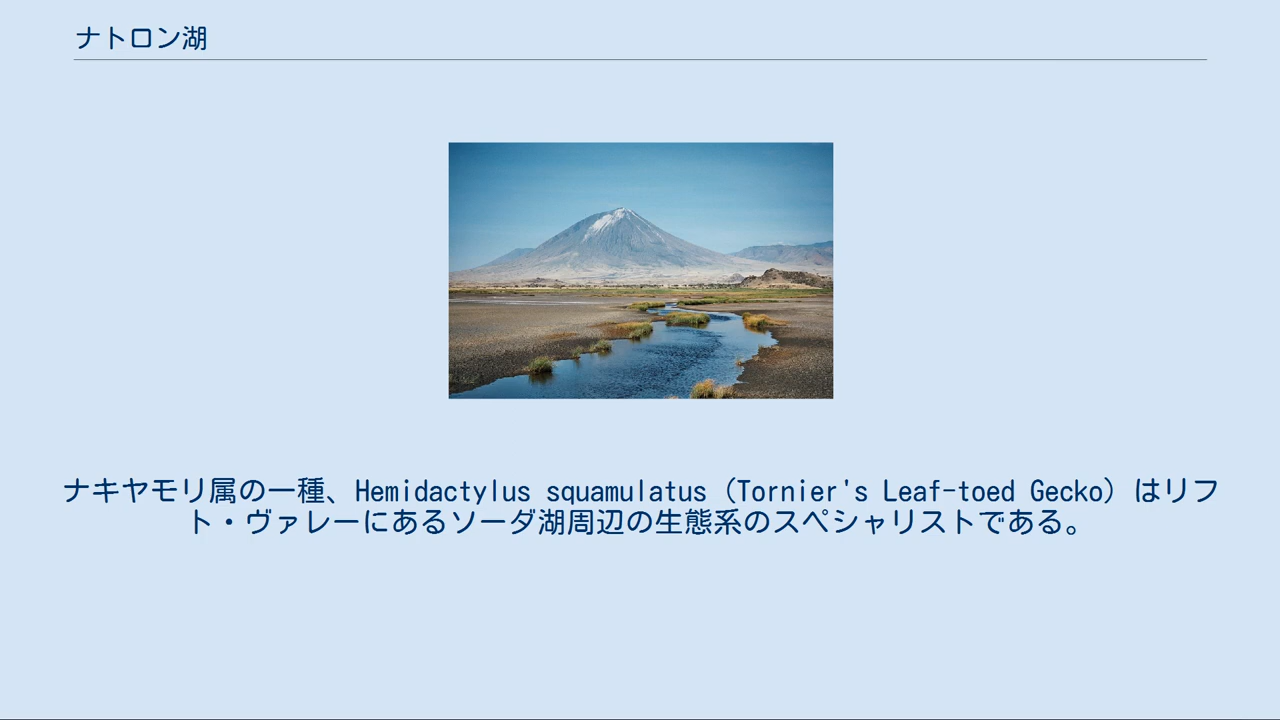 ナトロン湖
ナキヤモリ属の一種、Hemidactylus squamulatus (Tornier's Leaf-toed Gecko) はリフ
ト・ヴァレーにあるソーダ湖周辺の生態系のスペシャリストである。